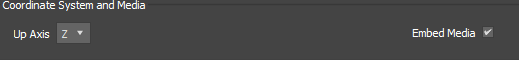 Coordinate System and Media
Up Axis Z Embed Media